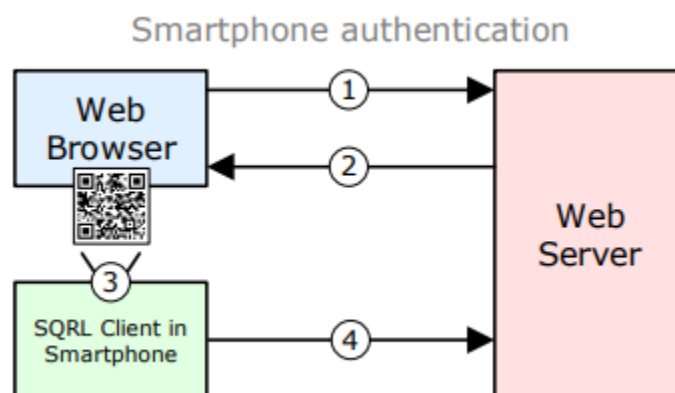 Smartphone authentication
Web
Browser
1
2
Web
Server
3
SQRL Client in
Smartphone
4